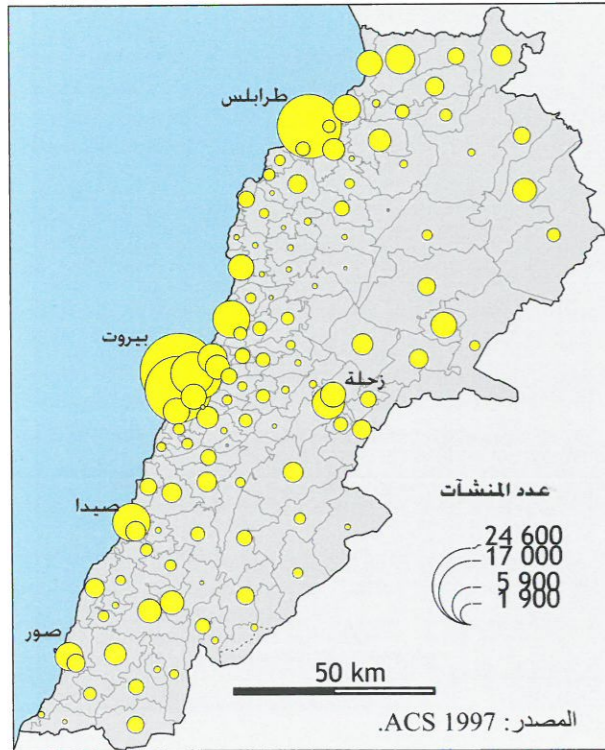 طرابلس
بيروت
زحلة
صيدا
صور
عدد المنشآت
24 600
17 000
5 900
1 900
50 km
المصدر: ACS 1997.